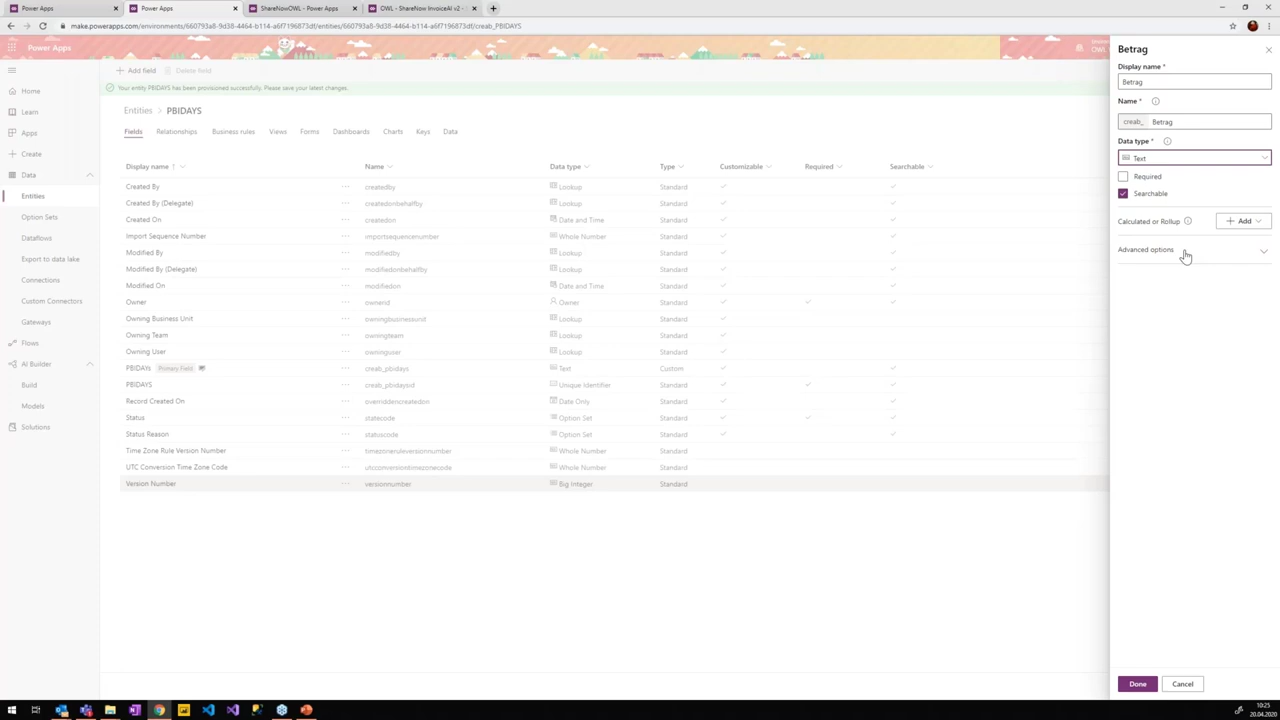 Power Apps
Power Apps
ShareNowOWL - Power Apps
OWL - ShareNow InvoiceAI v2 -
make.powerapps.com/environments/660793a8-9d38-4464-b114-a6f7196873df/entities/creab_PBIDAYS
Power Apps
OWL
Home
Learn
Apps
Create
Data
Entities
Option Sets
Dataflows
Export to data lake
Connections
Custom Connectors
Gateways
Flows
AI Builder
Build
Models
Solutions
Add field
Delete field
Your entity PBIDAYS has been provisioned successfully. Please save your latest changes.
Entities > PBIDAYS
Fields Relationships Business rules Views Forms Dashboards Charts Keys Data
Display name ↑ Name Data type Type Customizable Required Searchable
Created By ··· createdby Lookup Standard
Created By (Delegate) ··· createdonbehalfby Lookup Standard
Created On ··· createdon Date and Time Standard
Import Sequence Number ··· importsequencenumber Whole Number Standard
Modified By ··· modifiedby Lookup Standard
Modified By (Delegate) ··· modifiedonbehalfby Lookup Standard
Modified On ··· modifiedon Date and Time Standard
Owner ··· ownerid Owner Standard
Owning Business Unit ··· owningbusinessunit Lookup Standard
Owning Team ··· owningteam Lookup Standard
Owning User ··· owninguser Lookup Standard
PBIDAYs Primary Field ··· creab_pbidays Text Custom
PBIDAYS ··· creab_pbidaysid Unique Identifier Standard
Record Created On ··· overriddencreatedon Date Only Standard
Status ··· statecode Option Set Standard
Status Reason ··· statuscode Option Set Standard
Time Zone Rule Version Number ··· timezoneruleversionnumber Whole Number Standard
UTC Conversion Time Zone Code ··· utcconversiontimezonecode Whole Number Standard
Version Number ··· versionnumber Big Integer Standard
Betrag
Display name *
Betrag
Name *
creab_ Betrag
Data type *
Text
Required
Searchable
Calculated or Rollup
Add
Advanced options
Done Cancel
10:25
20.04.2020